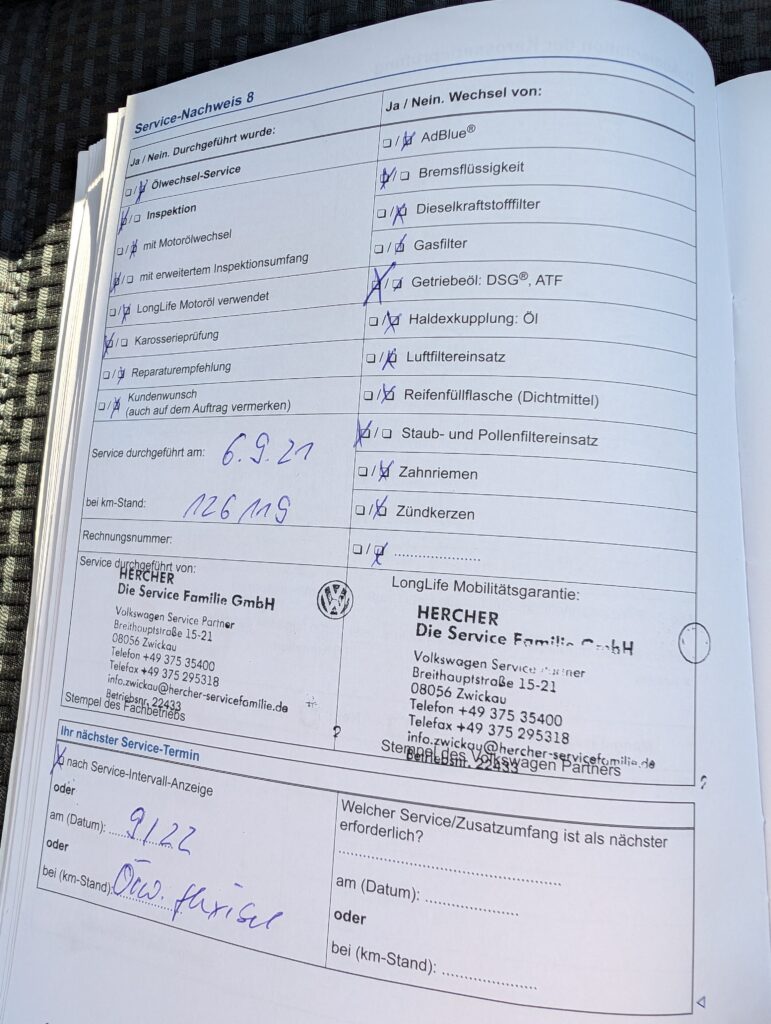 Service-Nachweis 8
Ja / Nein. Durchgeführt wurde:
Ölwechsel-Service
Inspektion
mit Motorölwechsel
mit erweitertem Inspektionsumfang
LongLife Motoröl verwendet
Karosserieprüfung
Reparaturempfehlung
Kundenwunsch
(auch auf dem Auftrag vermerken)
Service durchgeführt am: 6.9.21
bei km-Stand: 126119
Rechnungsnummer:
Service durchgeführt von:
HERCHER
Die Service Familie GmbH
Volkswagen Service Partner
Breithauptstraße 15-21
08056 Zwickau
Telefon +49 375 35400
Telefax +49 375 295318
info.zwickau@hercher-servicefamilie.de
Betriebsnr. 22433
Stempel des Fachbetriebs
Ja / Nein. Wechsel von:
AdBlue®
Bremsflüssigkeit
Dieselkraftstofffilter
Gasfilter
Getriebeöl: DSG®, ATF
Haldexkupplung: Öl
Luftfiltereinsatz
Reifenfüllflasche (Dichtmittel)
Staub- und Pollenfiltereinsatz
Zahnriemen
Zündkerzen
LongLife Mobilitätsgarantie:
HERCHER
Die Service Familie GmbH
Volkswagen Service Partner
Breithauptstraße 15-21
08056 Zwickau
Telefon +49 375 35400
Telefax +49 375 295318
info.zwickau@hercher-servicefamilie.de
Betriebsnr. 22433
Stempel des Volkswagen Partners
Ihr nächster Service-Termin
nach Service-Intervall-Anzeige
oder
am (Datum): 9/22
oder
bei (km-Stand): Ölw.
Welcher Service/Zusatzumfang ist als nächster
erforderlich?
am (Datum):
oder
bei (km-Stand):